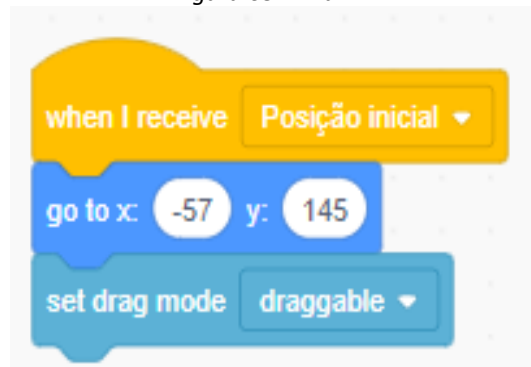 when I receive Posição inicial
go to x: -57 y: 145
set drag mode draggable